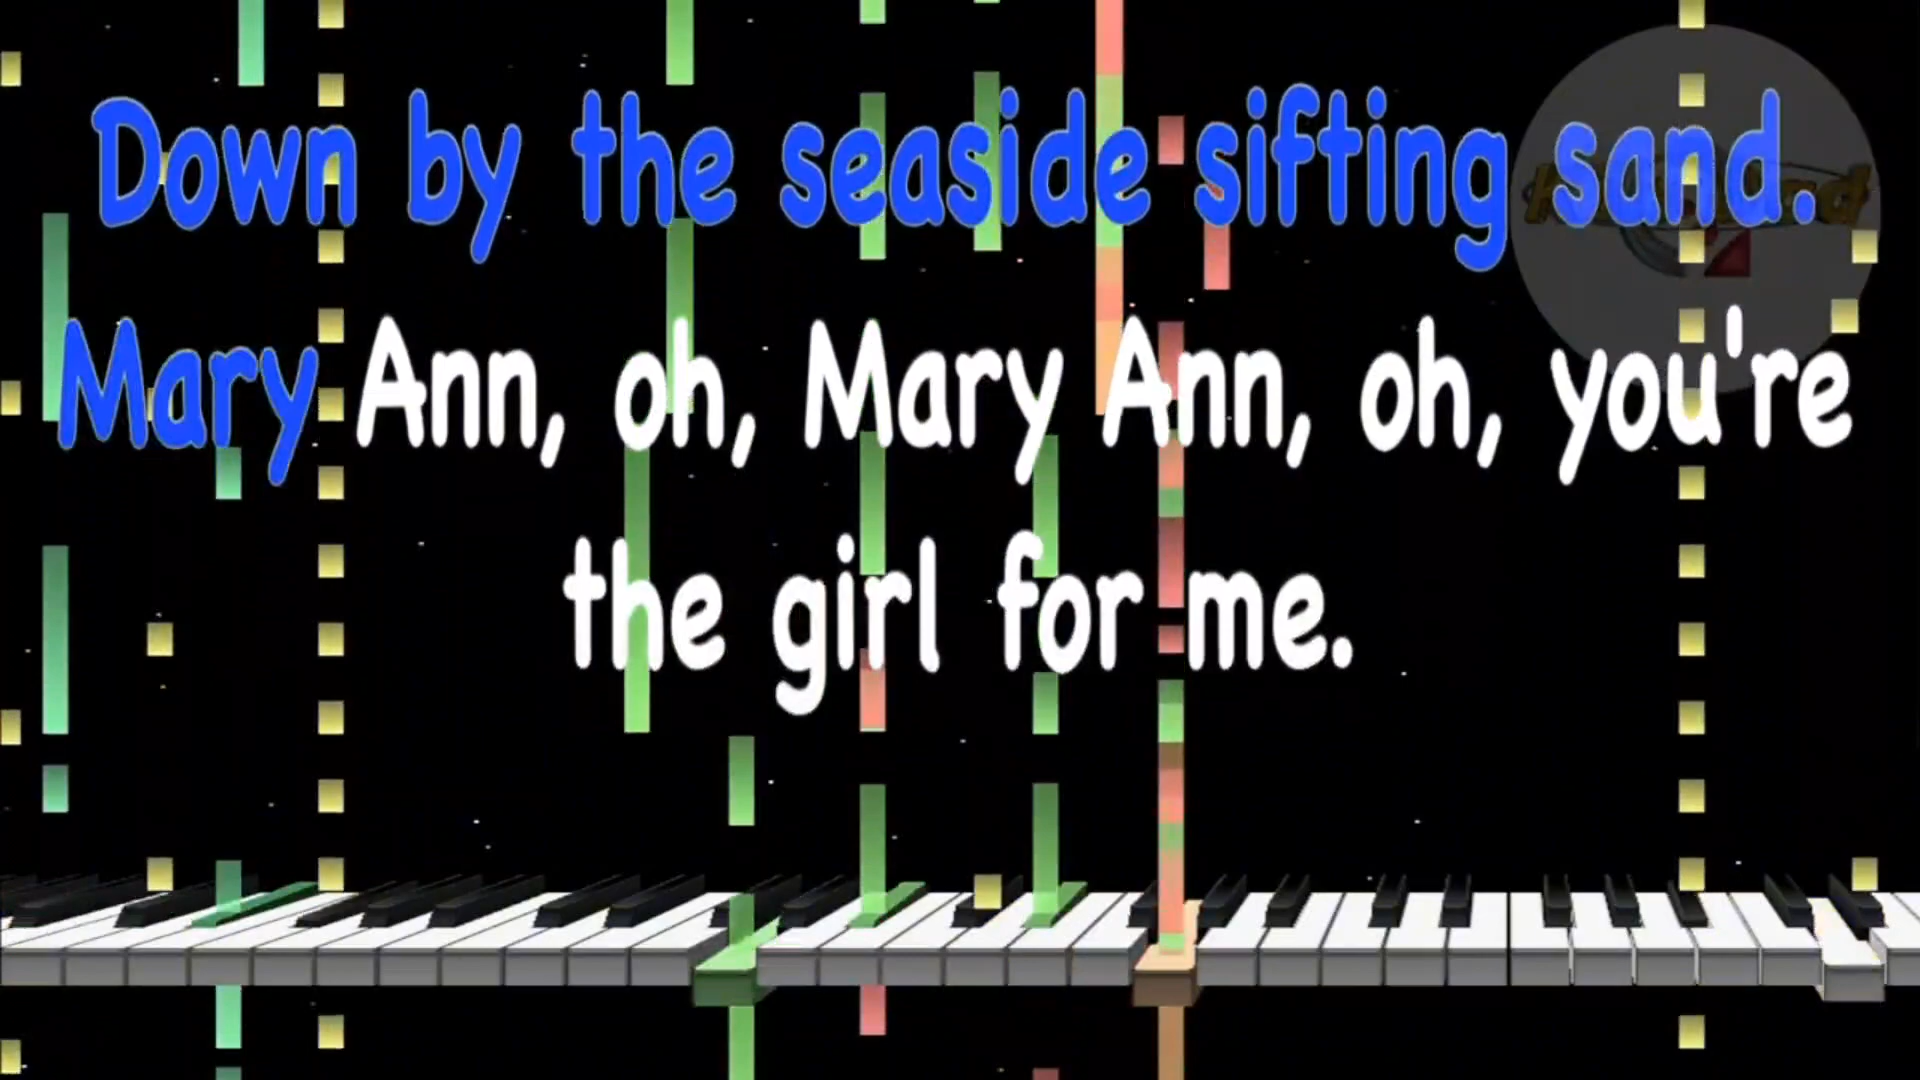 Down by the seaside sifting sand.
Mary Ann, oh, Mary Ann, oh, you're
the girl for me.